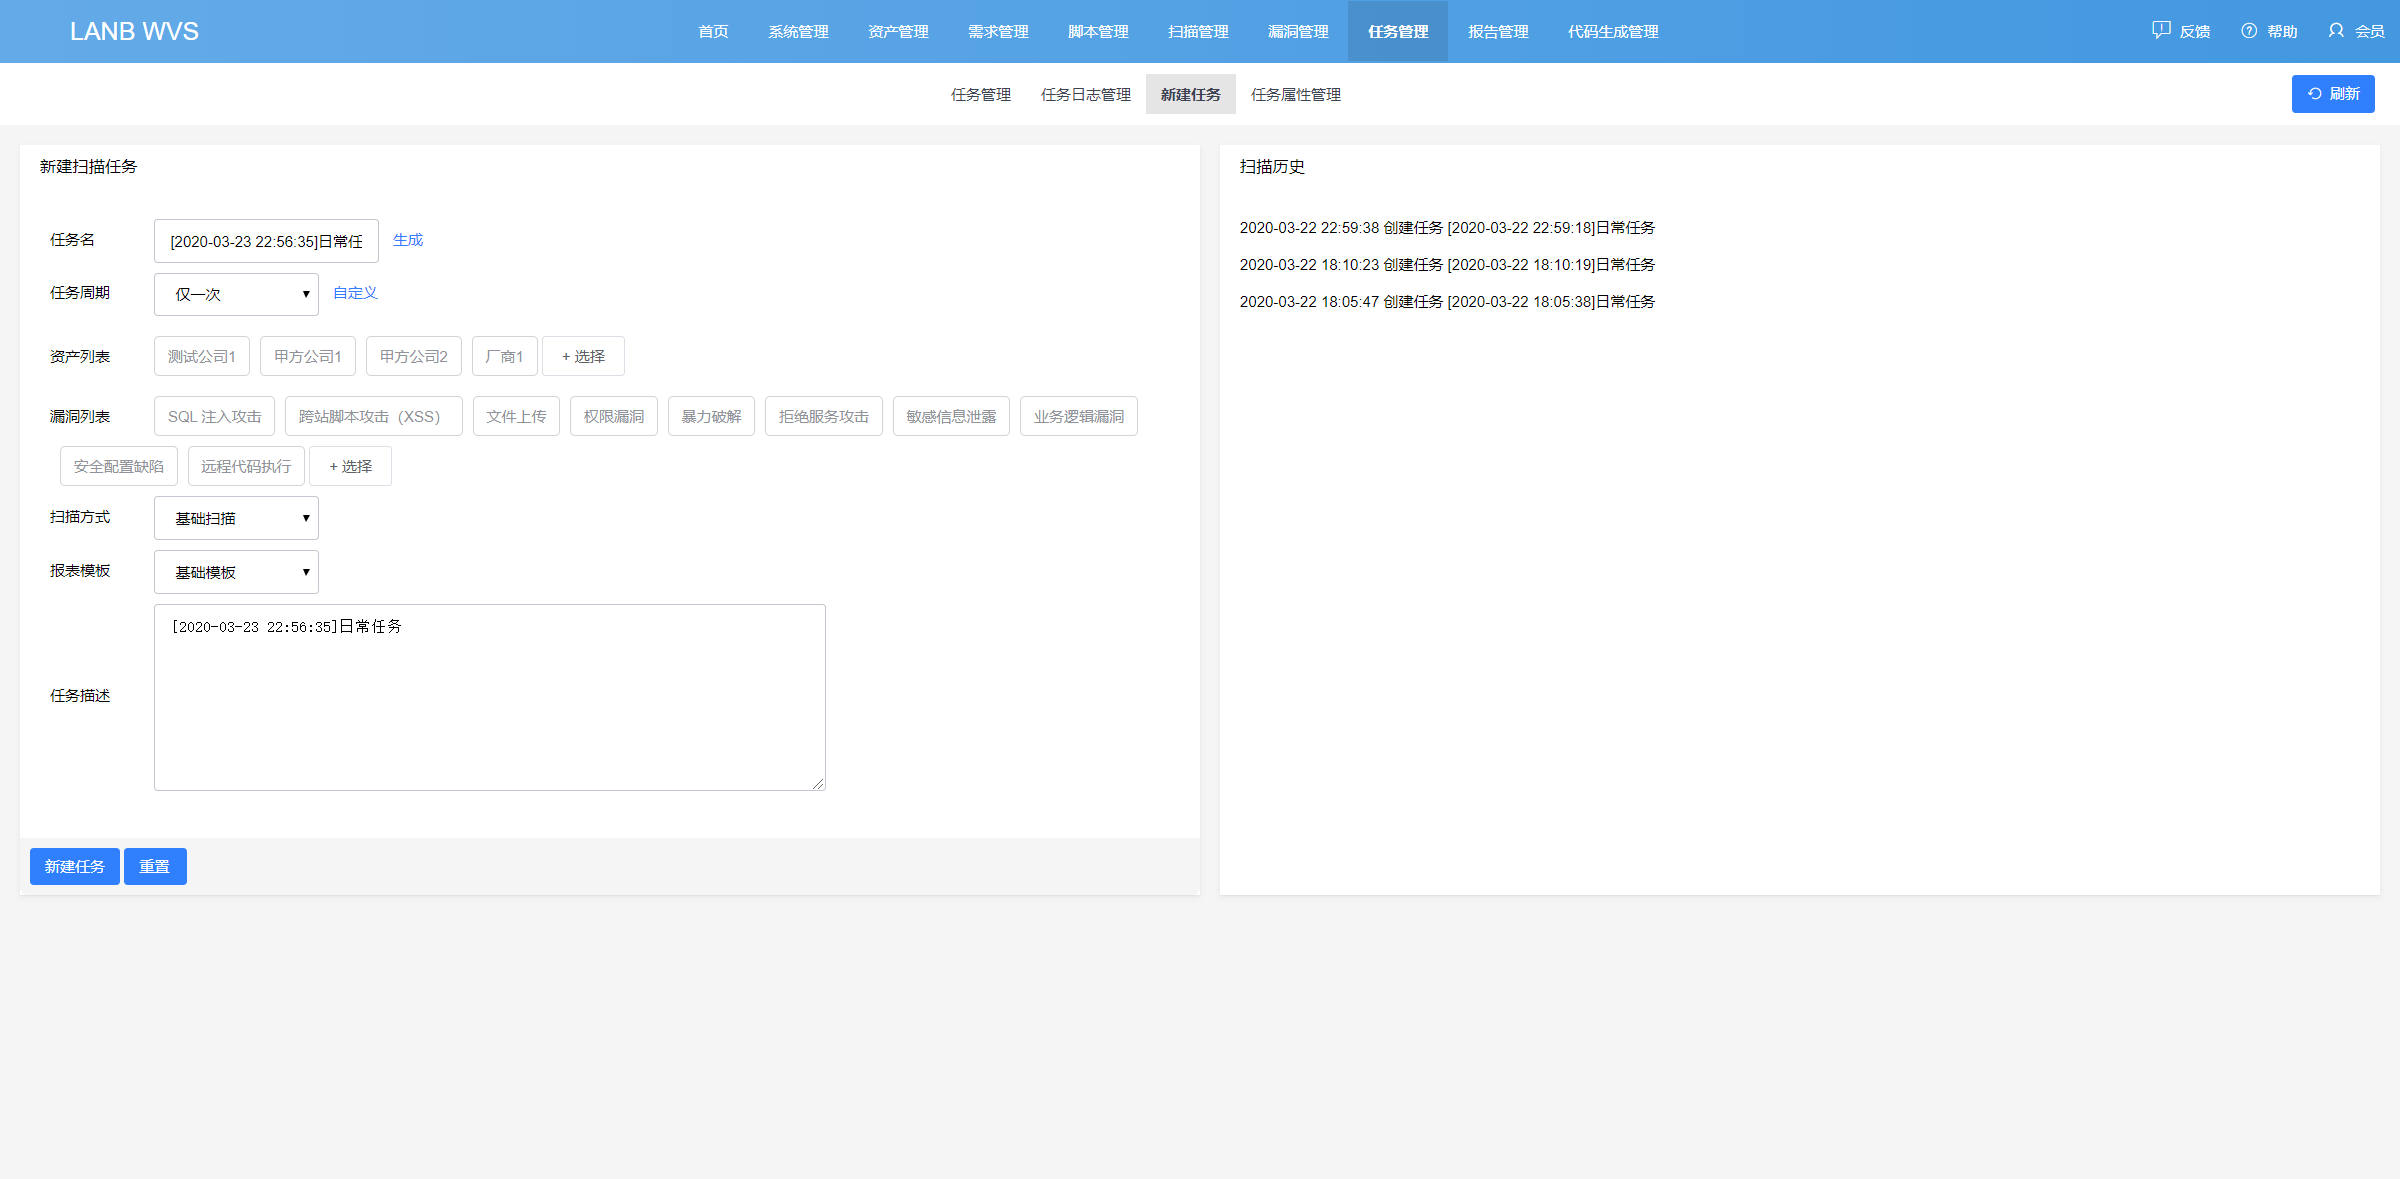 LANB WVS 首页 系统管理 资产管理 需求管理 脚本管理 扫描管理 漏洞管理 任务管理 报告管理 代码生成管理 反馈 帮助 会员
任务管理 任务日志管理 新建任务 任务属性管理 刷新
新建扫描任务
任务名 [2020-03-23 22:56:35]日常任 生成
任务周期 仅一次 自定义
资产列表 测试公司1 甲方公司1 甲方公司2 厂商1 + 选择
漏洞列表 SQL 注入攻击 跨站脚本攻击（XSS） 文件上传 权限漏洞 暴力破解 拒绝服务攻击 敏感信息泄露 业务逻辑漏洞
安全配置缺陷 远程代码执行 + 选择
扫描方式 基础扫描
报表模板 基础模板
任务描述 [2020-03-23 22:56:35]日常任务
新建任务 重置
扫描历史
2020-03-22 22:59:38 创建任务 [2020-03-22 22:59:18]日常任务
2020-03-22 18:10:23 创建任务 [2020-03-22 18:10:19]日常任务
2020-03-22 18:05:47 创建任务 [2020-03-22 18:05:38]日常任务